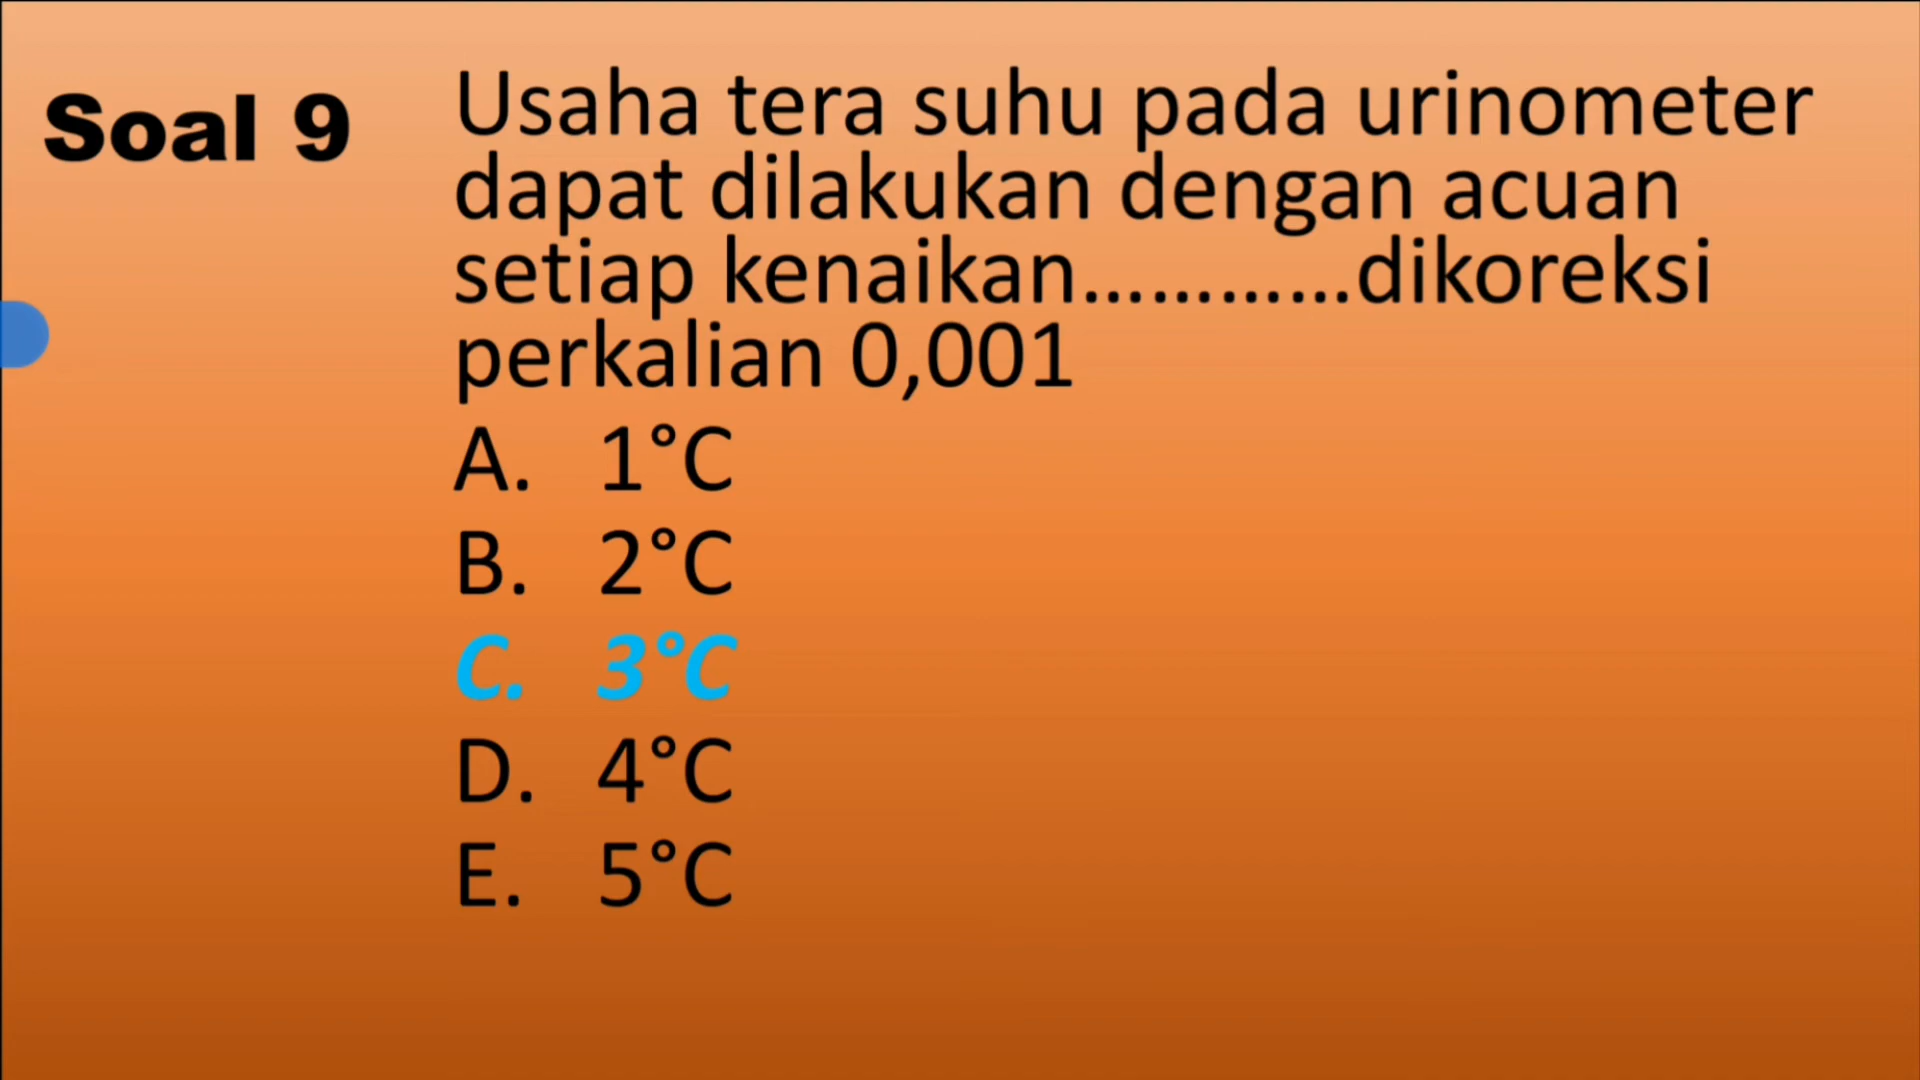 Soal 9
Usaha tera suhu pada urinometer
dapat dilakukan dengan acuan
setiap kenaikan............dikoreksi
perkalian 0,001
A. 1°C
B. 2°C
C. 3°C
D. 4°C
E. 5°C